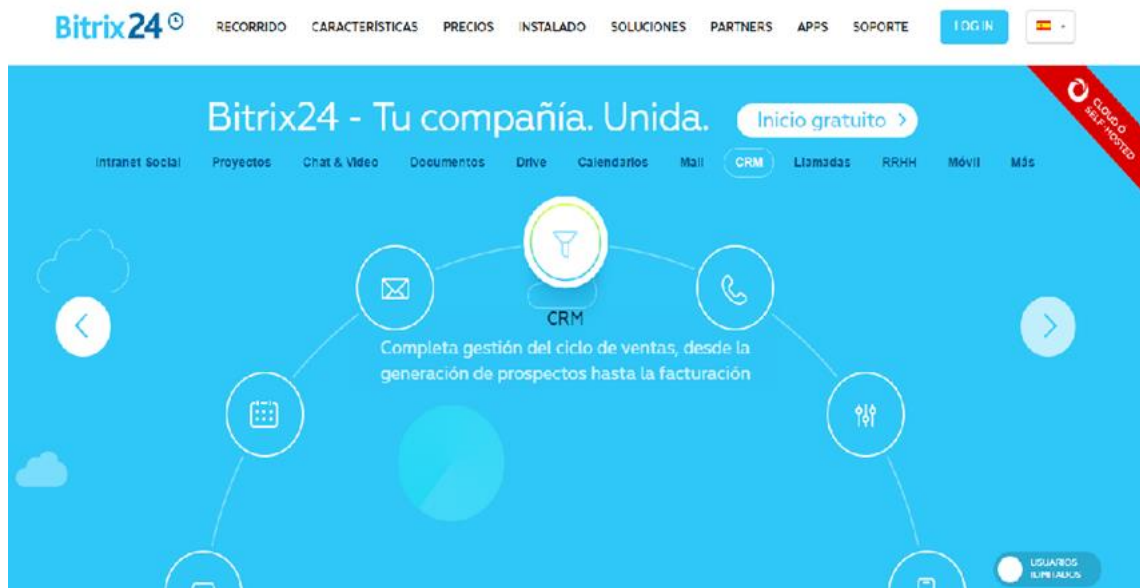 Bitrix24
RECORRIDO CARACTERÍSTICAS PRECIOS INSTALADO SOLUCIONES PARTNERS APPS SOPORTE LOG IN
Bitrix24 - Tu compañía. Unida. Inicio gratuito >
CLOUD Ó
SELF-HOSTED
Intranet Social Proyectos Chat & Video Documentos Drive Calendarios Mail CRM Llamadas RRHH Móvil Más
CRM
Completa gestión del ciclo de ventas, desde la
generación de prospectos hasta la facturación
USUARIOS
ILIMITADOS